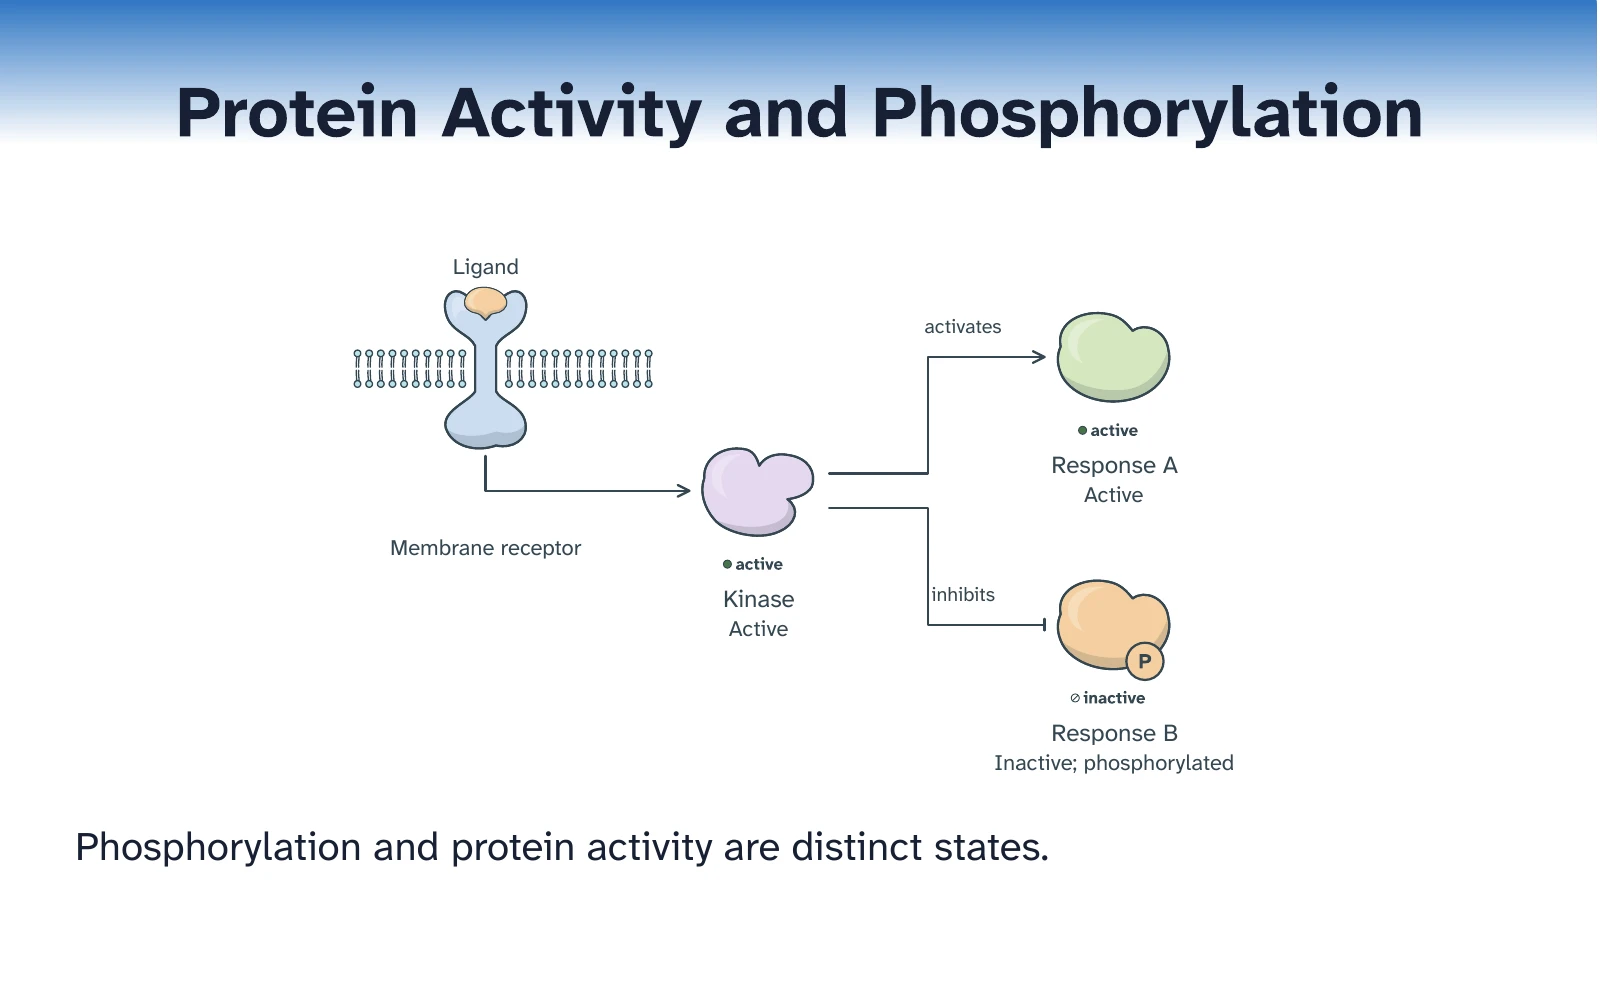 Protein Activity and Phosphorylation
Ligand
Membrane receptor
active
Kinase
Active
activates
active
Response A
Active
inhibits
P
inactive
Response B
Inactive; phosphorylated
Phosphorylation and protein activity are distinct states.